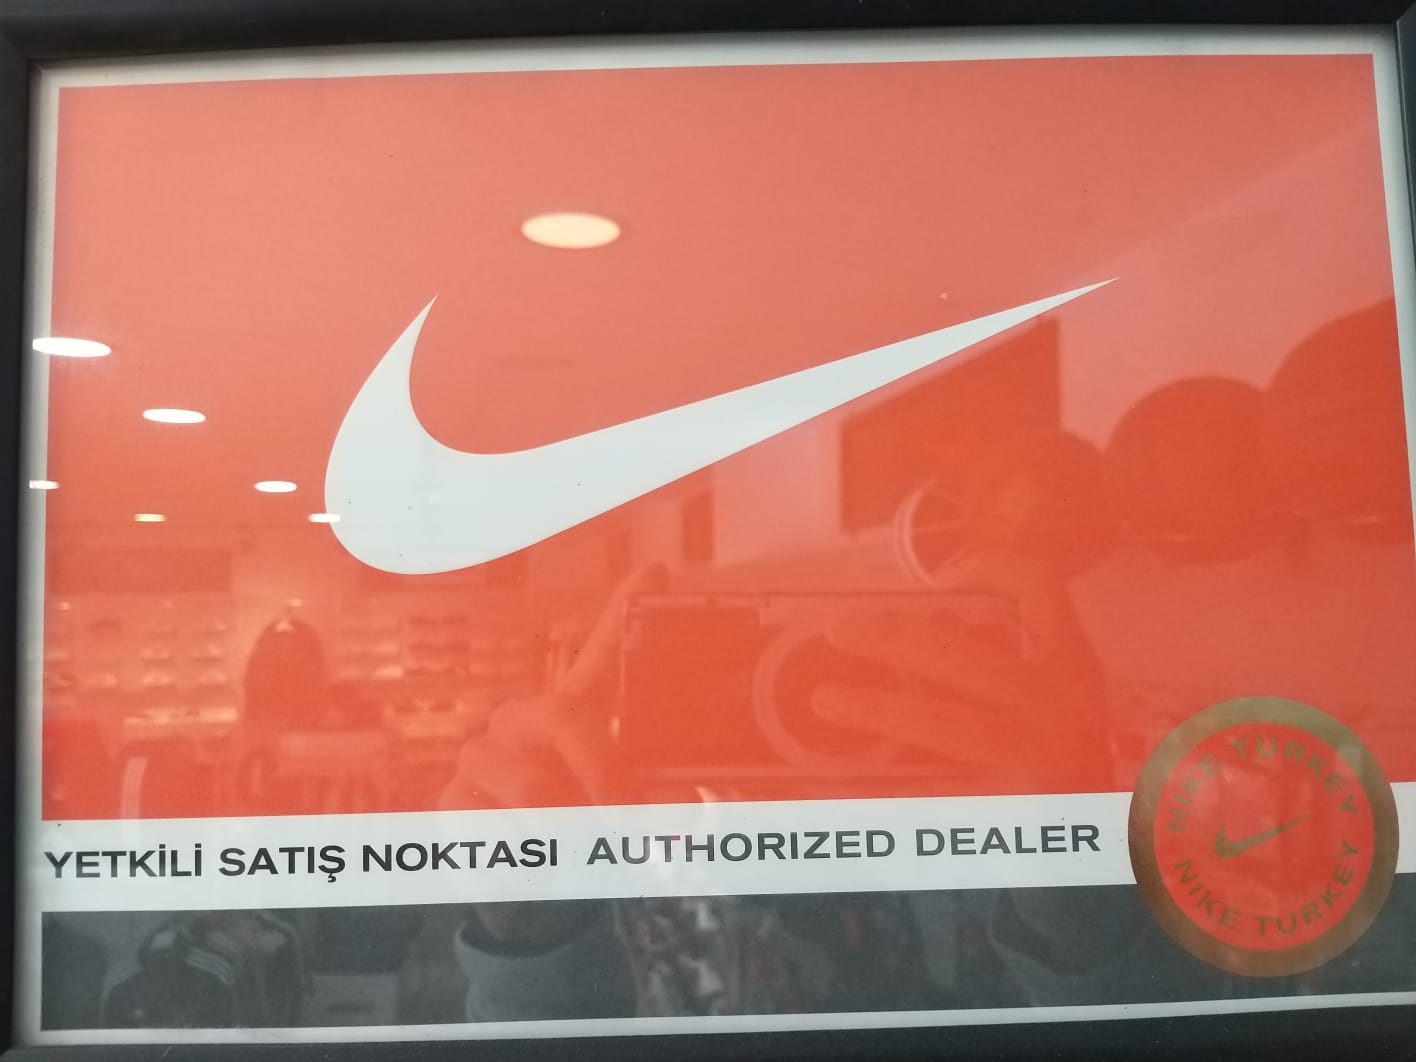 YETKİLİ SATIŞ NOKTASI AUTHORIZED DEALER
NIKE TURKEY
NIKE TURKEY